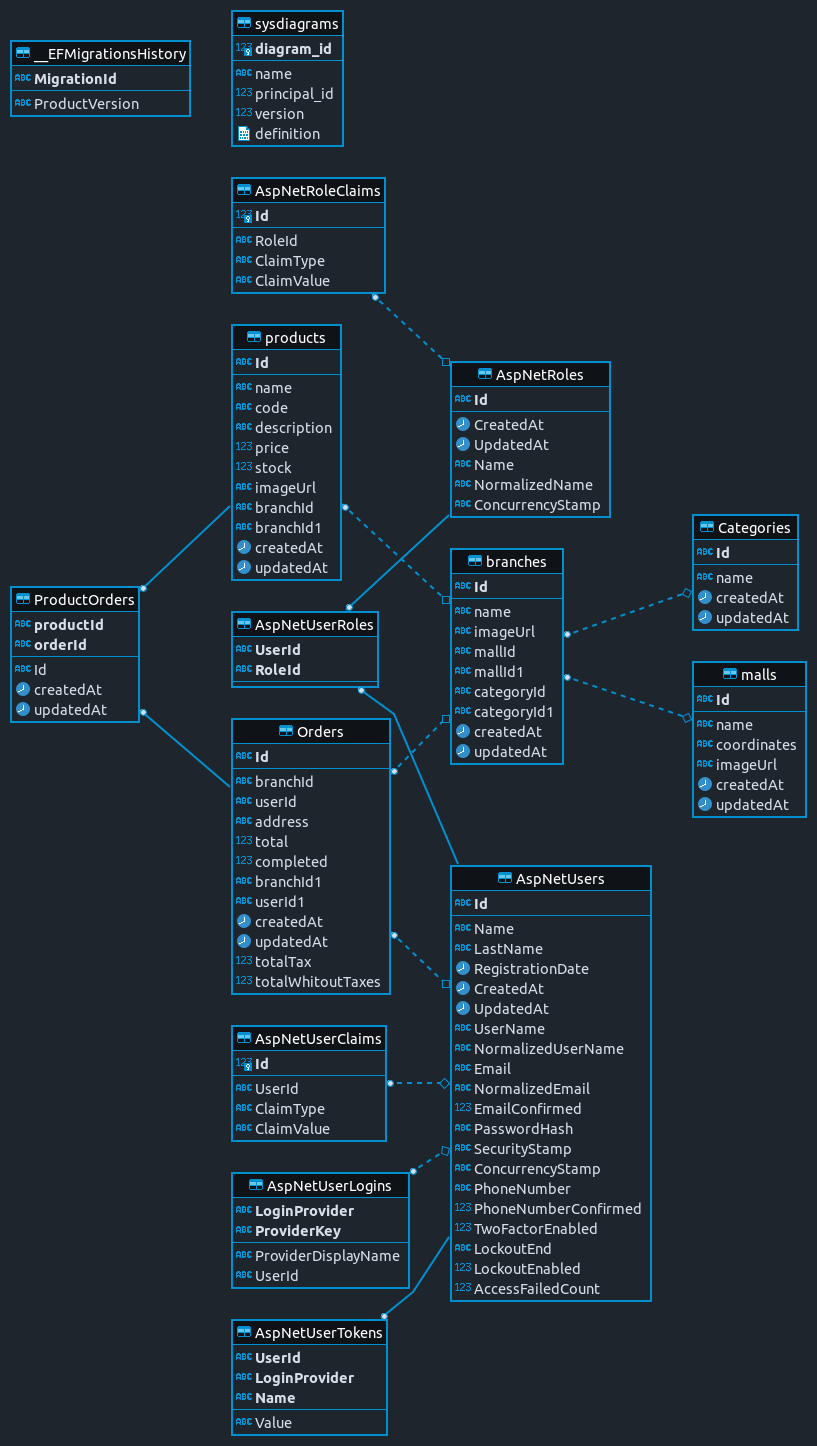 __EFMigrationsHistory
MigrationId
ProductVersion
sysdiagrams
123 diagram_id
ABC name
123 principal_id
123 version
definition
AspNetRoleClaims
123 Id
ABC RoleId
ABC ClaimType
ABC ClaimValue
products
ABC Id
ABC name
ABC code
ABC description
123 price
123 stock
ABC imageUrl
ABC branchId
ABC branchId1
createdAt
updatedAt
AspNetRoles
ABC Id
CreatedAt
UpdatedAt
ABC Name
ABC NormalizedName
ABC ConcurrencyStamp
Categories
ABC Id
ABC name
createdAt
updatedAt
branches
ABC Id
ABC name
ABC imageUrl
ABC mallId
ABC mallId1
ABC categoryId
ABC categoryId1
createdAt
updatedAt
malls
ABC Id
ABC name
ABC coordinates
ABC imageUrl
createdAt
updatedAt
ProductOrders
ABC productId
ABC orderId
ABC Id
createdAt
updatedAt
AspNetUserRoles
ABC UserId
ABC RoleId
Orders
ABC Id
ABC branchId
ABC userId
ABC address
123 total
123 completed
ABC branchId1
ABC userId1
createdAt
updatedAt
123 totalTax
123 totalWhitoutTaxes
AspNetUsers
ABC Id
ABC Name
ABC LastName
RegistrationDate
CreatedAt
UpdatedAt
ABC UserName
ABC NormalizedUserName
ABC Email
ABC NormalizedEmail
123 EmailConfirmed
ABC PasswordHash
ABC SecurityStamp
ABC ConcurrencyStamp
ABC PhoneNumber
123 PhoneNumberConfirmed
123 TwoFactorEnabled
ABC LockoutEnd
123 LockoutEnabled
123 AccessFailedCount
AspNetUserClaims
123 Id
ABC UserId
ABC ClaimType
ABC ClaimValue
AspNetUserLogins
ABC LoginProvider
ABC ProviderKey
ABC ProviderDisplayName
ABC UserId
AspNetUserTokens
ABC UserId
ABC LoginProvider
ABC Name
ABC Value